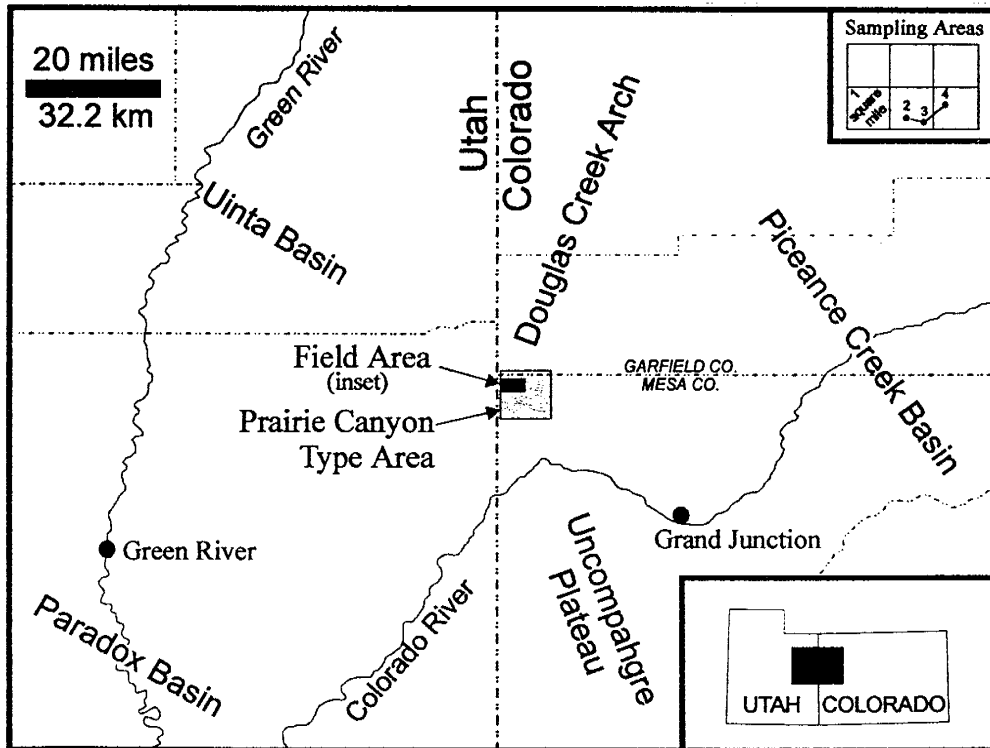 20 miles
32.2 km
Green River
Utah
Colorado
Douglas Creek Arch
Sampling Areas
1
square
mile
2
3
4
Uinta Basin
Piceance Creek Basin
Field Area
(inset)
GARFIELD CO.
MESA CO.
Prairie Canyon
Type Area
Green River
Grand Junction
Uncompahgre
Plateau
Paradox Basin
Colorado River
UTAH
COLORADO